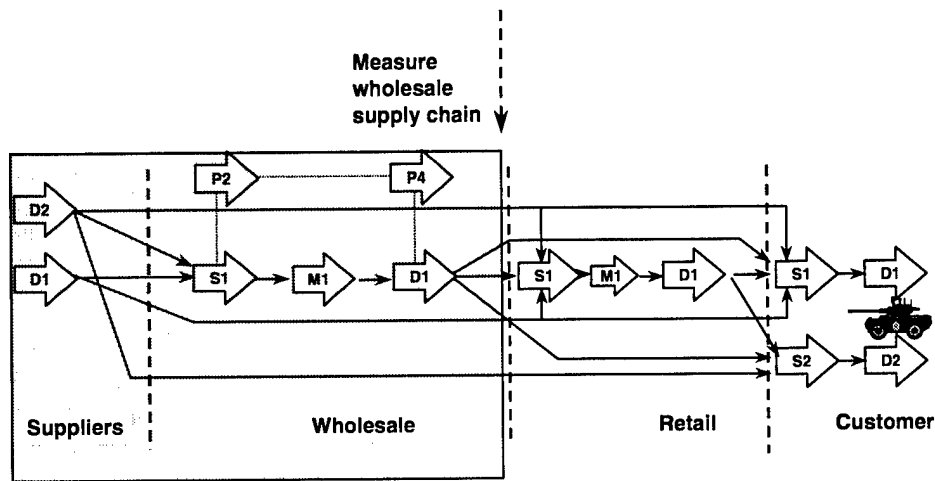 Measure
wholesale
supply chain
P2
P4
D2
D1
S1
M1
D1
S1
M1
D1
S1
D1
S2
D2
Suppliers
Wholesale
Retail
Customer